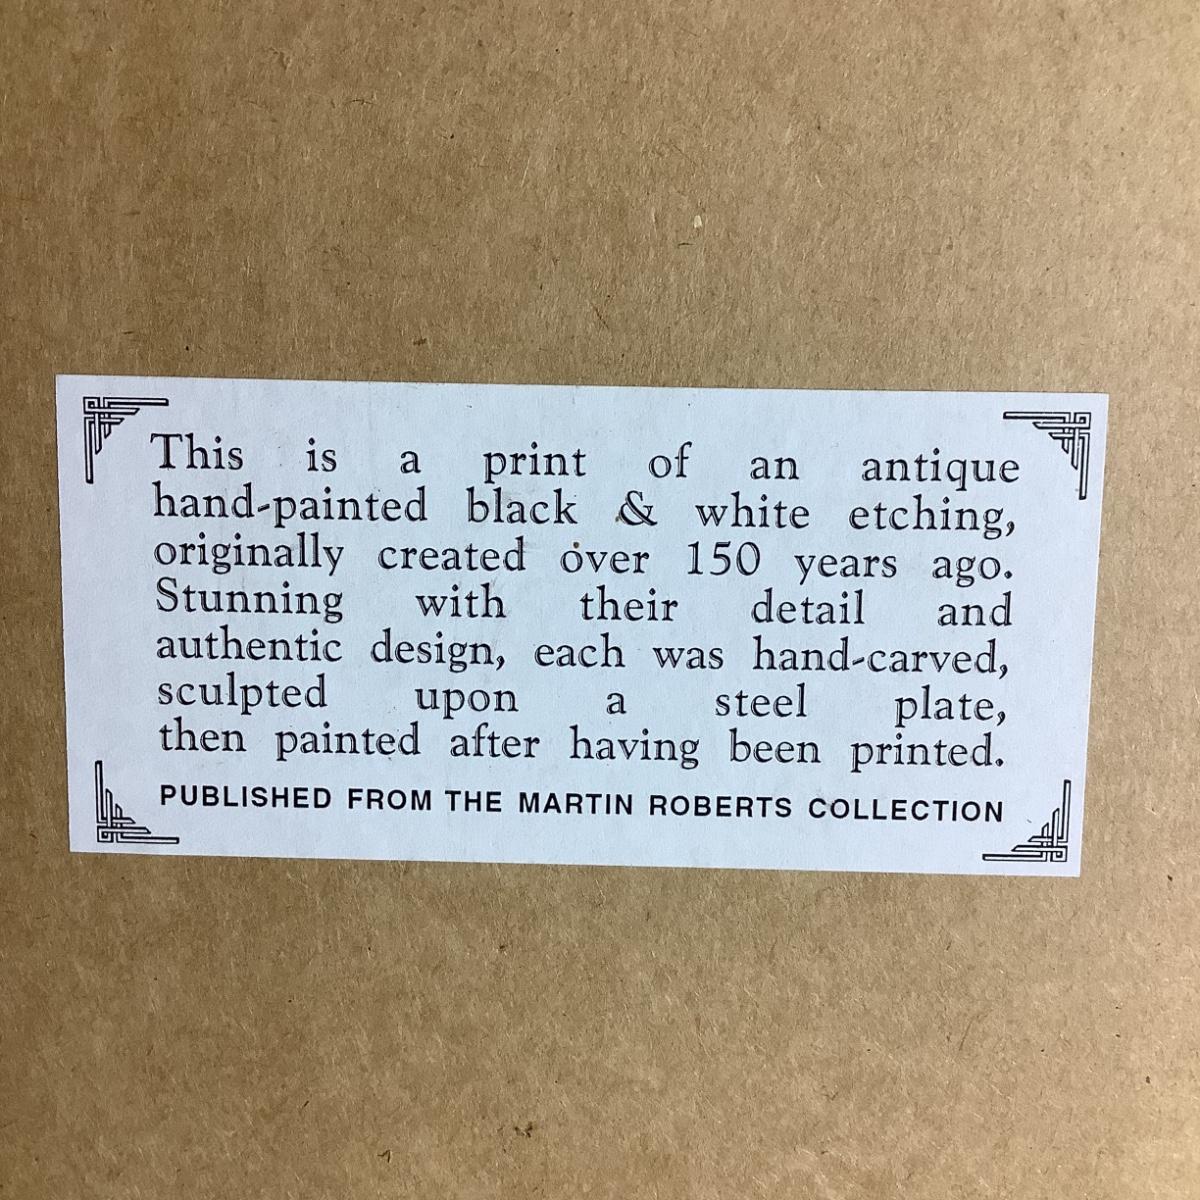 This is a print of an antique
hand-painted black & white etching,
originally created over 150 years ago.
Stunning with their detail and
authentic design, each was hand-carved,
sculpted upon a steel plate,
then painted after having been printed.
PUBLISHED FROM THE MARTIN ROBERTS COLLECTION